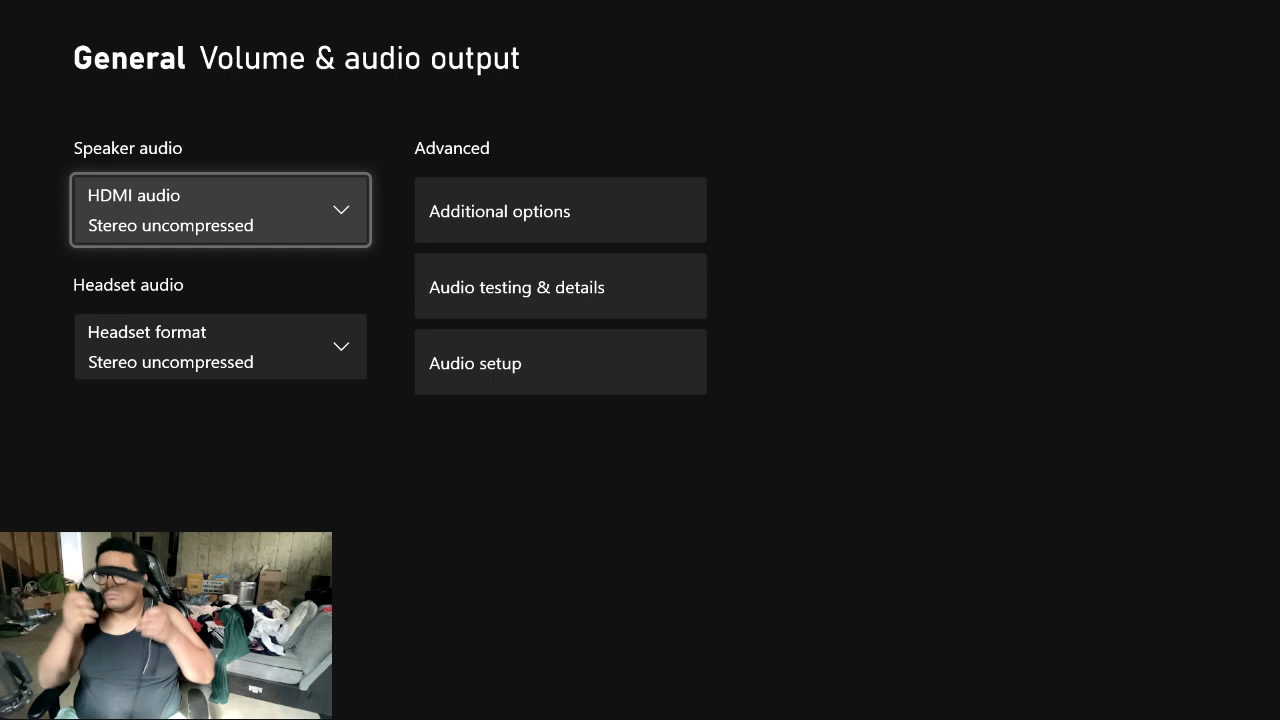 General Volume & audio output
Speaker audio
HDMI audio
Stereo uncompressed
Headset audio
Headset format
Stereo uncompressed
Advanced
Additional options
Audio testing & details
Audio setup